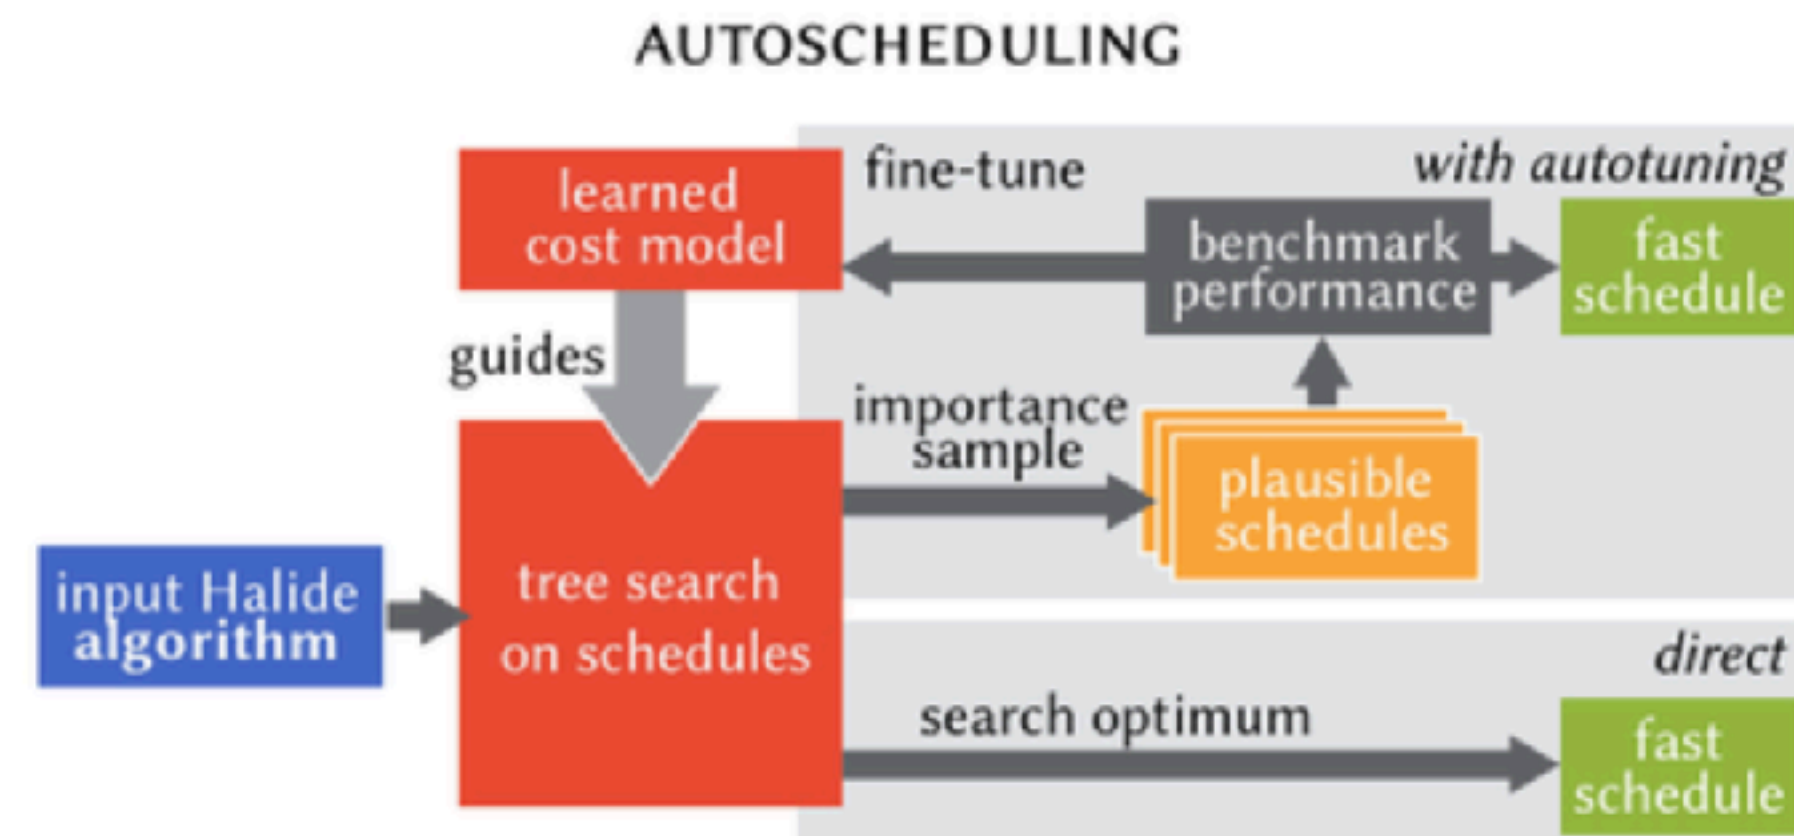 AUTOSCHEDULING
learned
cost model
fine-tune
with autotuning
benchmark
performance
fast
schedule
guides
importance
sample
plausible
schedules
input Halide
algorithm
tree search
on schedules
direct
search optimum
fast
schedule